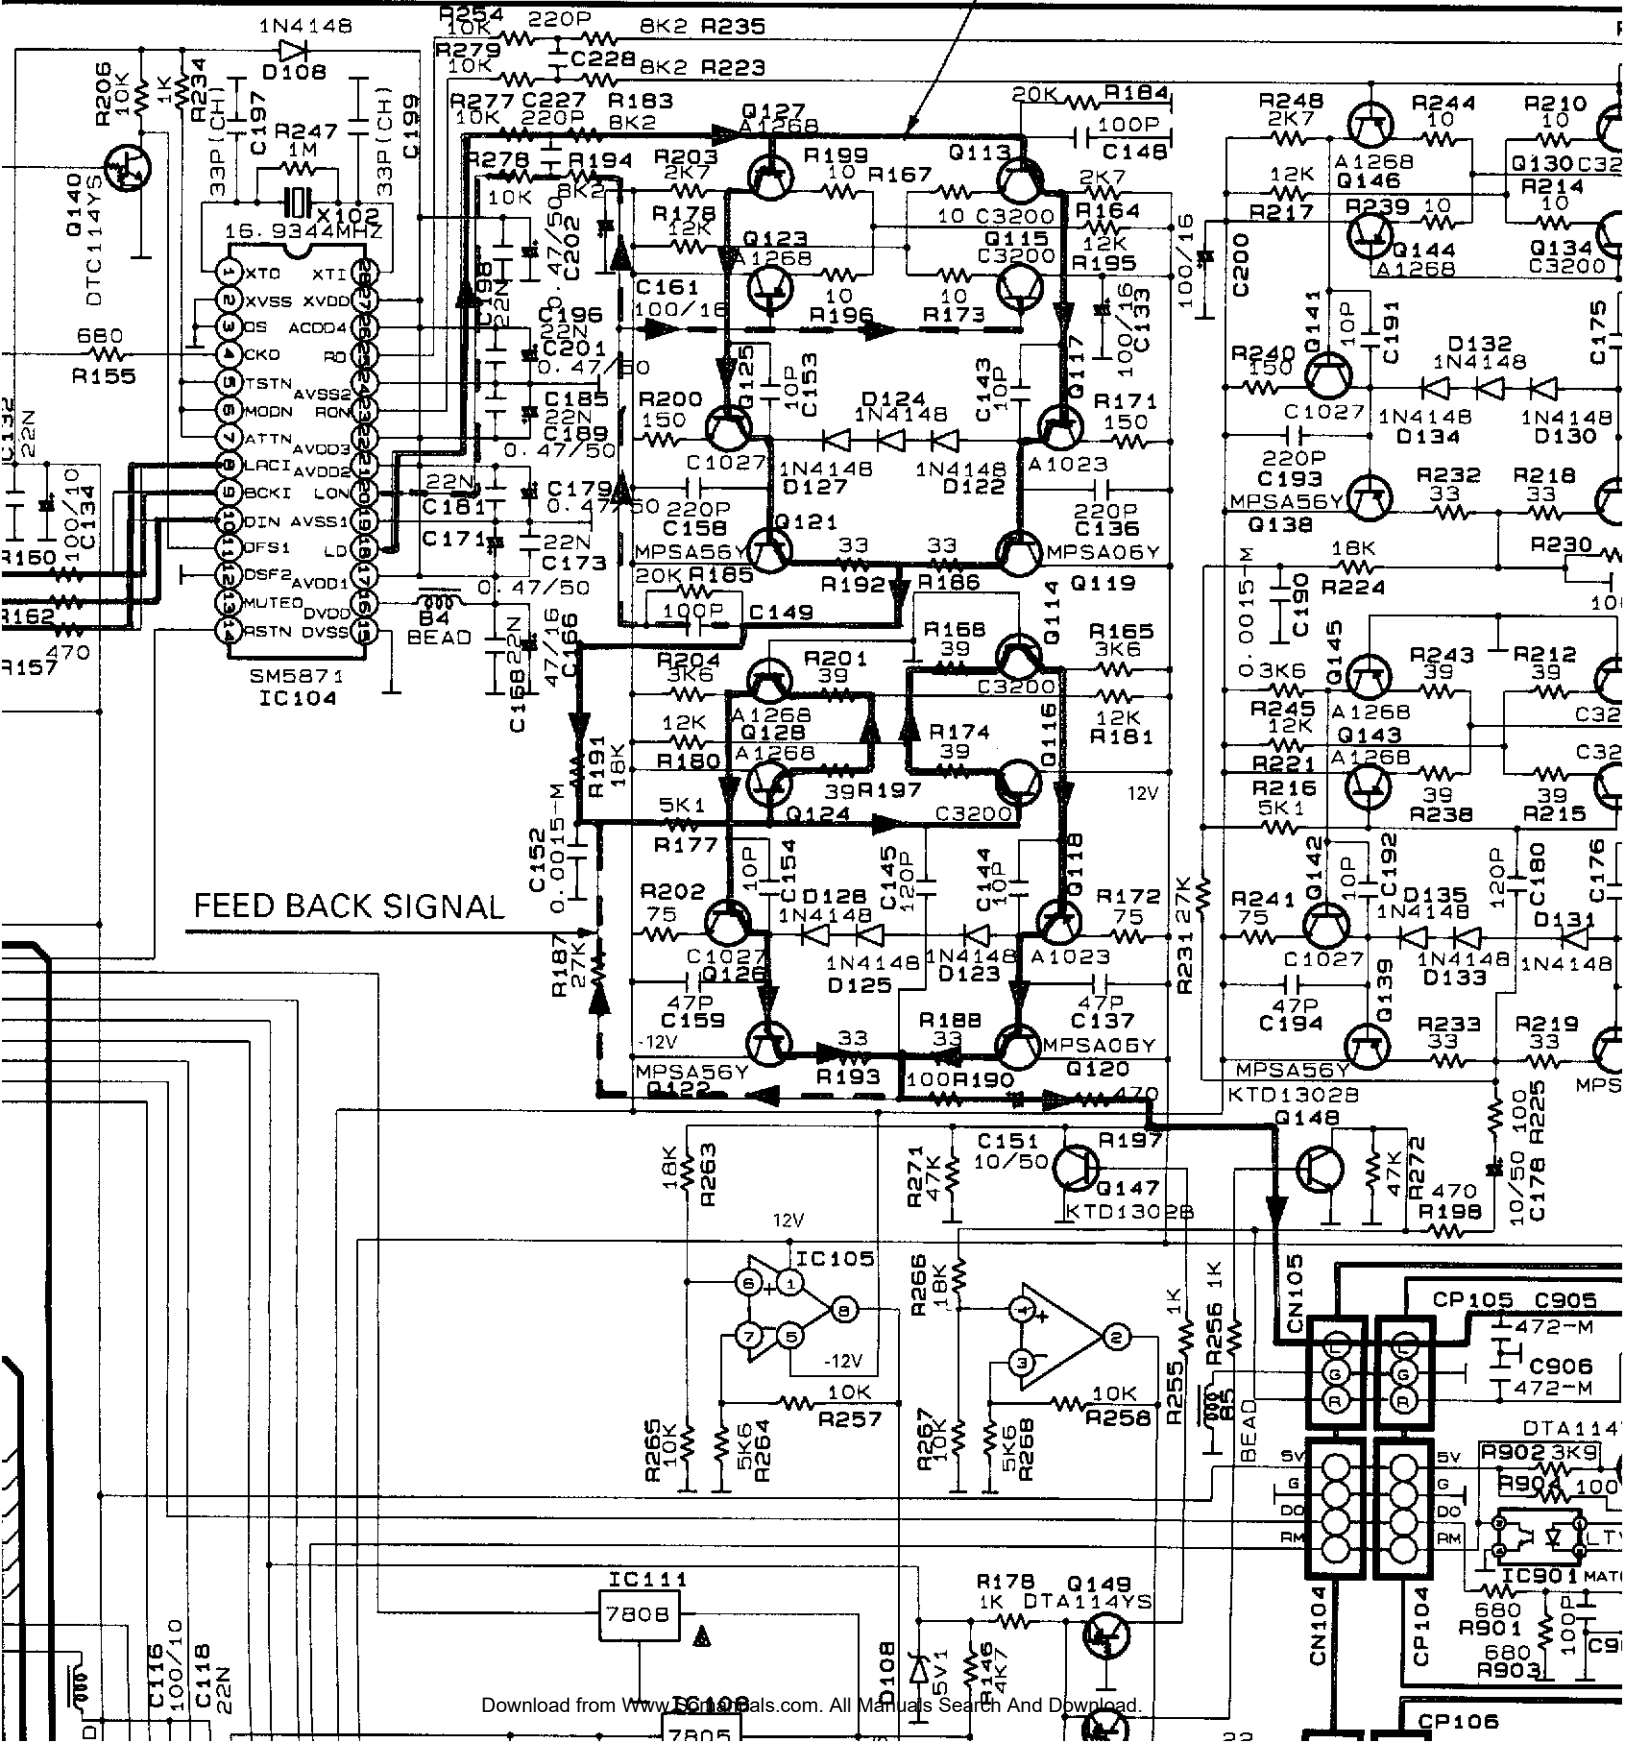 R254
10K
220P
8K2 R235
1N4148
R279
10K
C228
8K2 R223
D108
R206
10K
1K
R234
C197
33P(CH)
R247
1M
33P(CH)
C199
R277
10K
C227
220P
R183
8K2
Q127
A1268
20K
R184
100P
C148
R248
2K7
R244
10
R210
10
Q140
DTC114YS
X102
16.9344MHZ
R278
10K
R194
8K2
R203
2K7
R199
10
R167
10
Q113
C3200
2K7
R164
12K
R195
A1268
Q146
Q130
12K
R217
R239
10
R214
10
R178
12K
Q123
A1268
Q115
C3200
Q144
A1268
Q134
C3200
0.47/50
C202
C198
22N
C161
100/16
10
R196
10
R173
100/16
C133
100/16
C200
XTO
XTI
XVSS XVDD
OS
ACDD4
CKO
RO
TSTN
AVSS2
MODN
RON
ATTN
AVDD3
LRCI
AVDD2
BCKI
LON
DIN AVSS1
OFS1
LO
DSF2
AVDD1
MUTEO
DVDD
RSTN DVSS
SM5871
IC104
680
R155
C132
22N
100/10
C134
R160
R162
470
R157
C196
22N
C201
0.47/50
C185
22N
C189
0.47/50
22N
C181
C179
0.47/50
C171
22N
C173
0.47/50
B4
BEAD
C168
22N
47/16
C166
Q125
C153
10P
C143
10P
Q117
R200
150
C1027
D124
1N4148
1N4148
D127
1N4148
D122
R171
150
A1023
220P
C158
220P
C136
Q121
MPSA56Y
33
R192
33
R186
MPSA06Y
Q119
20K
R185
100P
C149
Q141
10P
C191
C175
R240
150
C1027
D132
1N4148
1N4148
D134
1N4148
D130
220P
C193
MPSA56Y
Q138
R232
33
R218
33
R230
18K
R224
0.0015-M
C190
R204
3K6
R201
39
A1268
Q128
R168
39
Q114
C3200
R165
3K6
12K
R181
12K
R180
A1268
39
R197
Q124
R174
39
Q116
C3200
12V
R191
18K
5K1
R177
C152
0.0015-M
FEED BACK SIGNAL
R187
27K
R202
75
C1027
Q126
10P
C154
C145
120P
C144
10P
Q118
D128
1N4148
1N4148
D125
1N4148
D123
R172
75
A1023
47P
C159
47P
C137
-12V
MPSA56Y
Q122
33
R193
R188
33
100
R190
MPSA06Y
Q120
470
Q145
3K6
R245
12K
A1268
Q143
A1268
R243
39
R212
39
R221
R216
5K1
39
R238
39
R215
R231
27K
Q142
10P
C192
120P
C180
C176
R241
75
C1027
D135
1N4148
1N4148
D133
D131
1N4148
47P
C194
Q139
MPSA56Y
R233
33
R219
33
KTD1302B
Q148
100
R225
10/50
C178
47K
R272
470
R198
18K
R263
R271
47K
C151
10/50
R197
Q147
KTD1302B
12V
IC105
-12V
R266
18K
1K
R255
R256
1K
10K
R257
10K
R258
R265
10K
5K6
R264
R267
10K
5K6
R268
B5
BEAD
CN105
L
G
R
L
G
R
CP105
C905
472-M
C906
472-M
5V
G
DO
RM
5V
G
DO
RM
R902
3K9
R904
IC901
680
R901
680
R903
100P
CN104
CP104
CP106
IC111
7808
R178
1K
Q149
DTA114YS
D108
5V1
R146
4K7
C116
100/10
C118
22N
IC108
7805
Download from Www.Somanuals.com. All Manuals Search And Download.